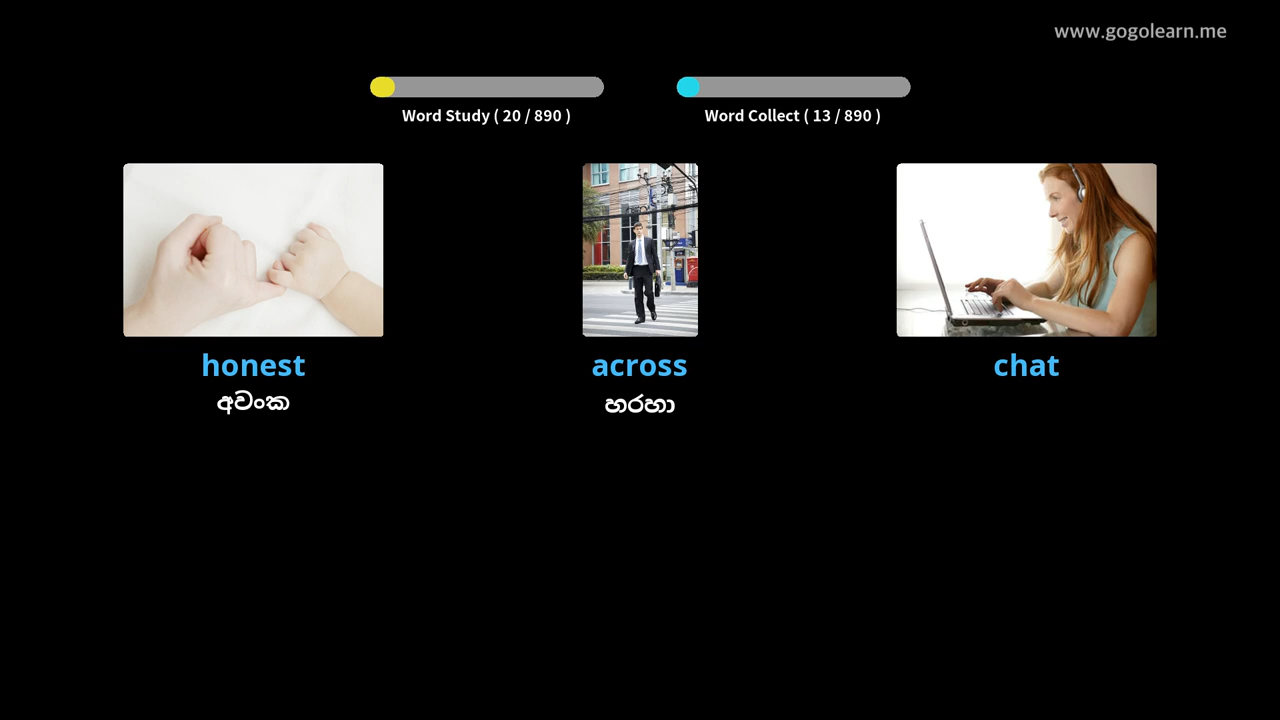 www.gogolearn.me
Word Study ( 20 / 890 )
Word Collect ( 13 / 890 )
honest
across
chat
අවංක
හරහා